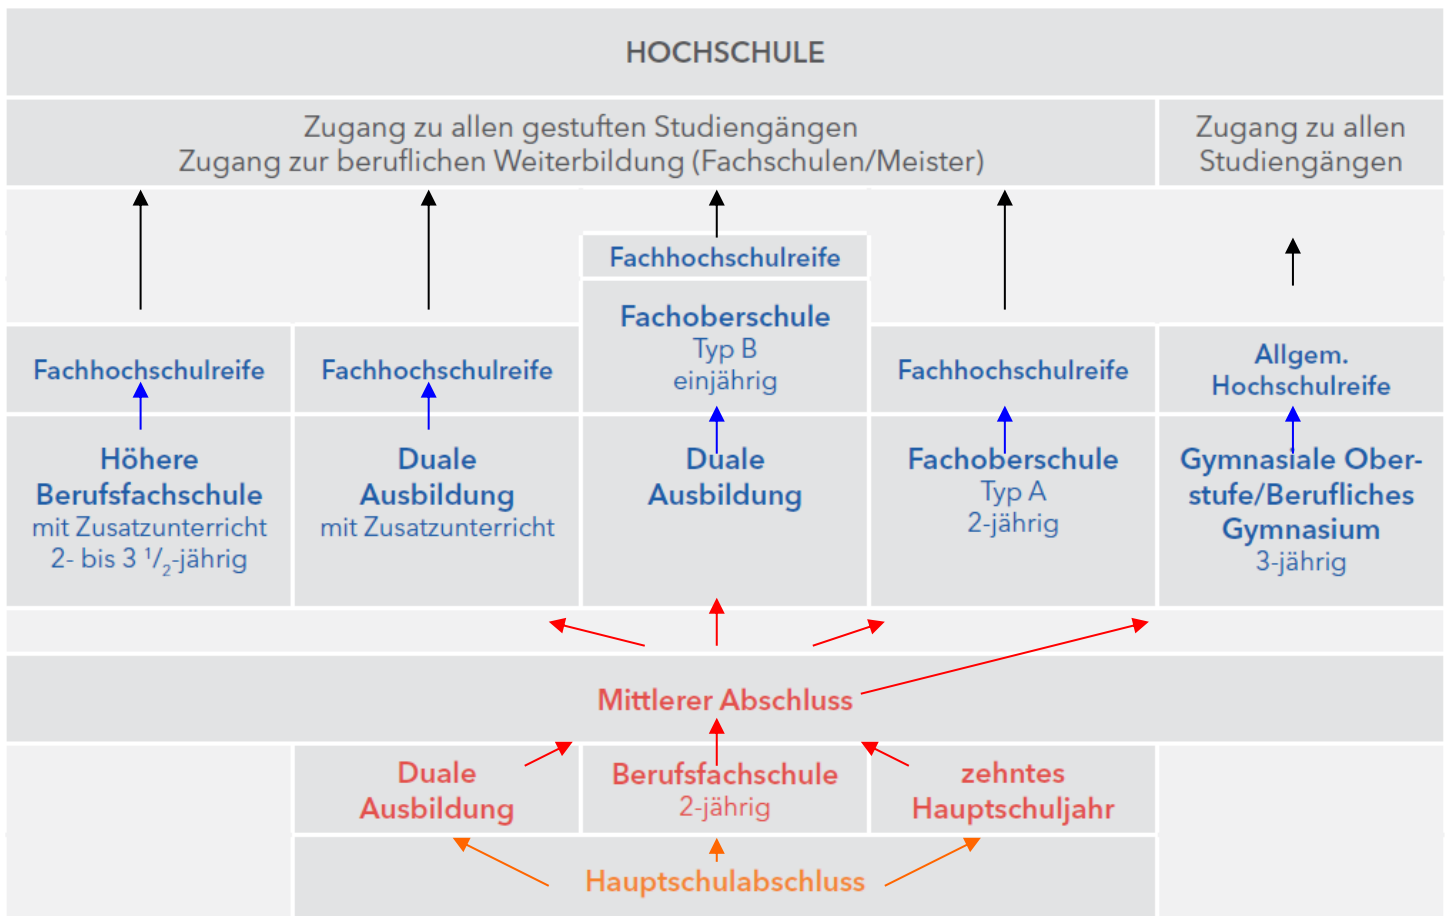 HOCHSCHULE
Zugang zu allen gestuften Studiengängen
Zugang zur beruflichen Weiterbildung (Fachschulen/Meister)
Zugang zu allen
Studiengängen
Fachhochschulreife
Fachhochschulreife
Fachhochschulreife
Fachoberschule
Typ B
einjährig
Fachhochschulreife
Allgem.
Hochschulreife
Höhere
Berufsfachschule
mit Zusatzunterricht
2- bis 3 1/2-jährig
Duale
Ausbildung
mit Zusatzunterricht
Duale
Ausbildung
Fachoberschule
Typ A
2-jährig
Gymnasiale Ober-
stufe/Berufliches
Gymnasium
3-jährig
Mittlerer Abschluss
Duale
Ausbildung
Berufsfachschule
2-jährig
zehntes
Hauptschuljahr
Hauptschulabschluss